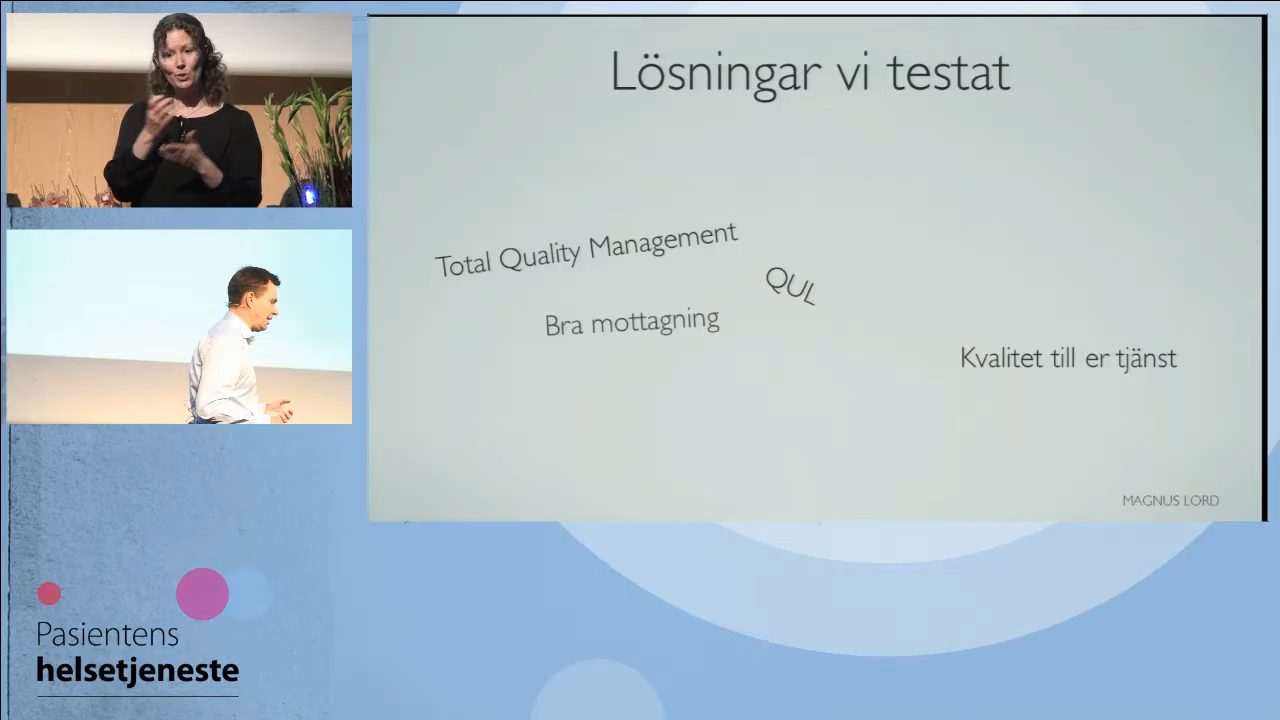 Lösningar vi testat
Total Quality Management
QUL
Bra mottagning
Kvalitet till er tjänst
MAGNUS LORD
Pasientens
helsetjeneste